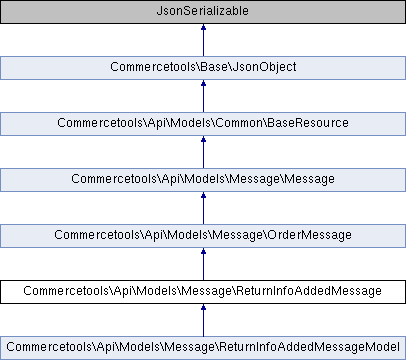 JsonSerializable
Commercetools\Base\JsonObject
Commercetools\Api\Models\Common\BaseResource
Commercetools\Api\Models\Message\Message
Commercetools\Api\Models\Message\OrderMessage
Commercetools\Api\Models\Message\ReturnInfoAddedMessage
Commercetools\Api\Models\Message\ReturnInfoAddedMessageModel